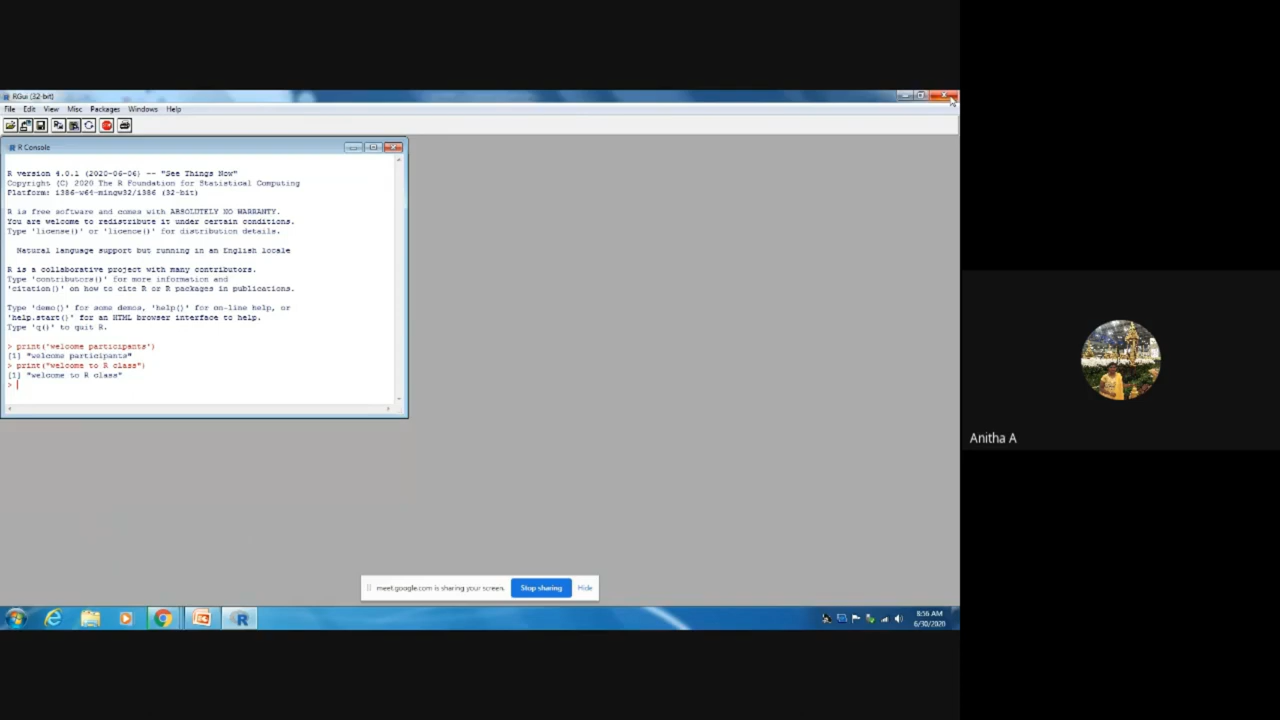 RGui (32-bit)
File Edit View Misc Packages Windows Help
R Console
R version 4.0.1 (2020-06-06) -- "See Things Now"
Copyright (C) 2020 The R Foundation for Statistical Computing
Platform: i386-w64-mingw32/i386 (32-bit)
R is free software and comes with ABSOLUTELY NO WARRANTY.
You are welcome to redistribute it under certain conditions.
Type 'license()' or 'licence()' for distribution details.
Natural language support but running in an English locale
R is a collaborative project with many contributors.
Type 'contributors()' for more information and
'citation()' on how to cite R or R packages in publications.
Type 'demo()' for some demos, 'help()' for on-line help, or
'help.start()' for an HTML browser interface to help.
Type 'q()' to quit R.
> print('welcome participants')
[1] "welcome participants"
> print("welcome to R class")
[1] "welcome to R class"
>
Anitha A
meet.google.com is sharing your screen. Stop sharing Hide
8:56 AM
6/30/2020